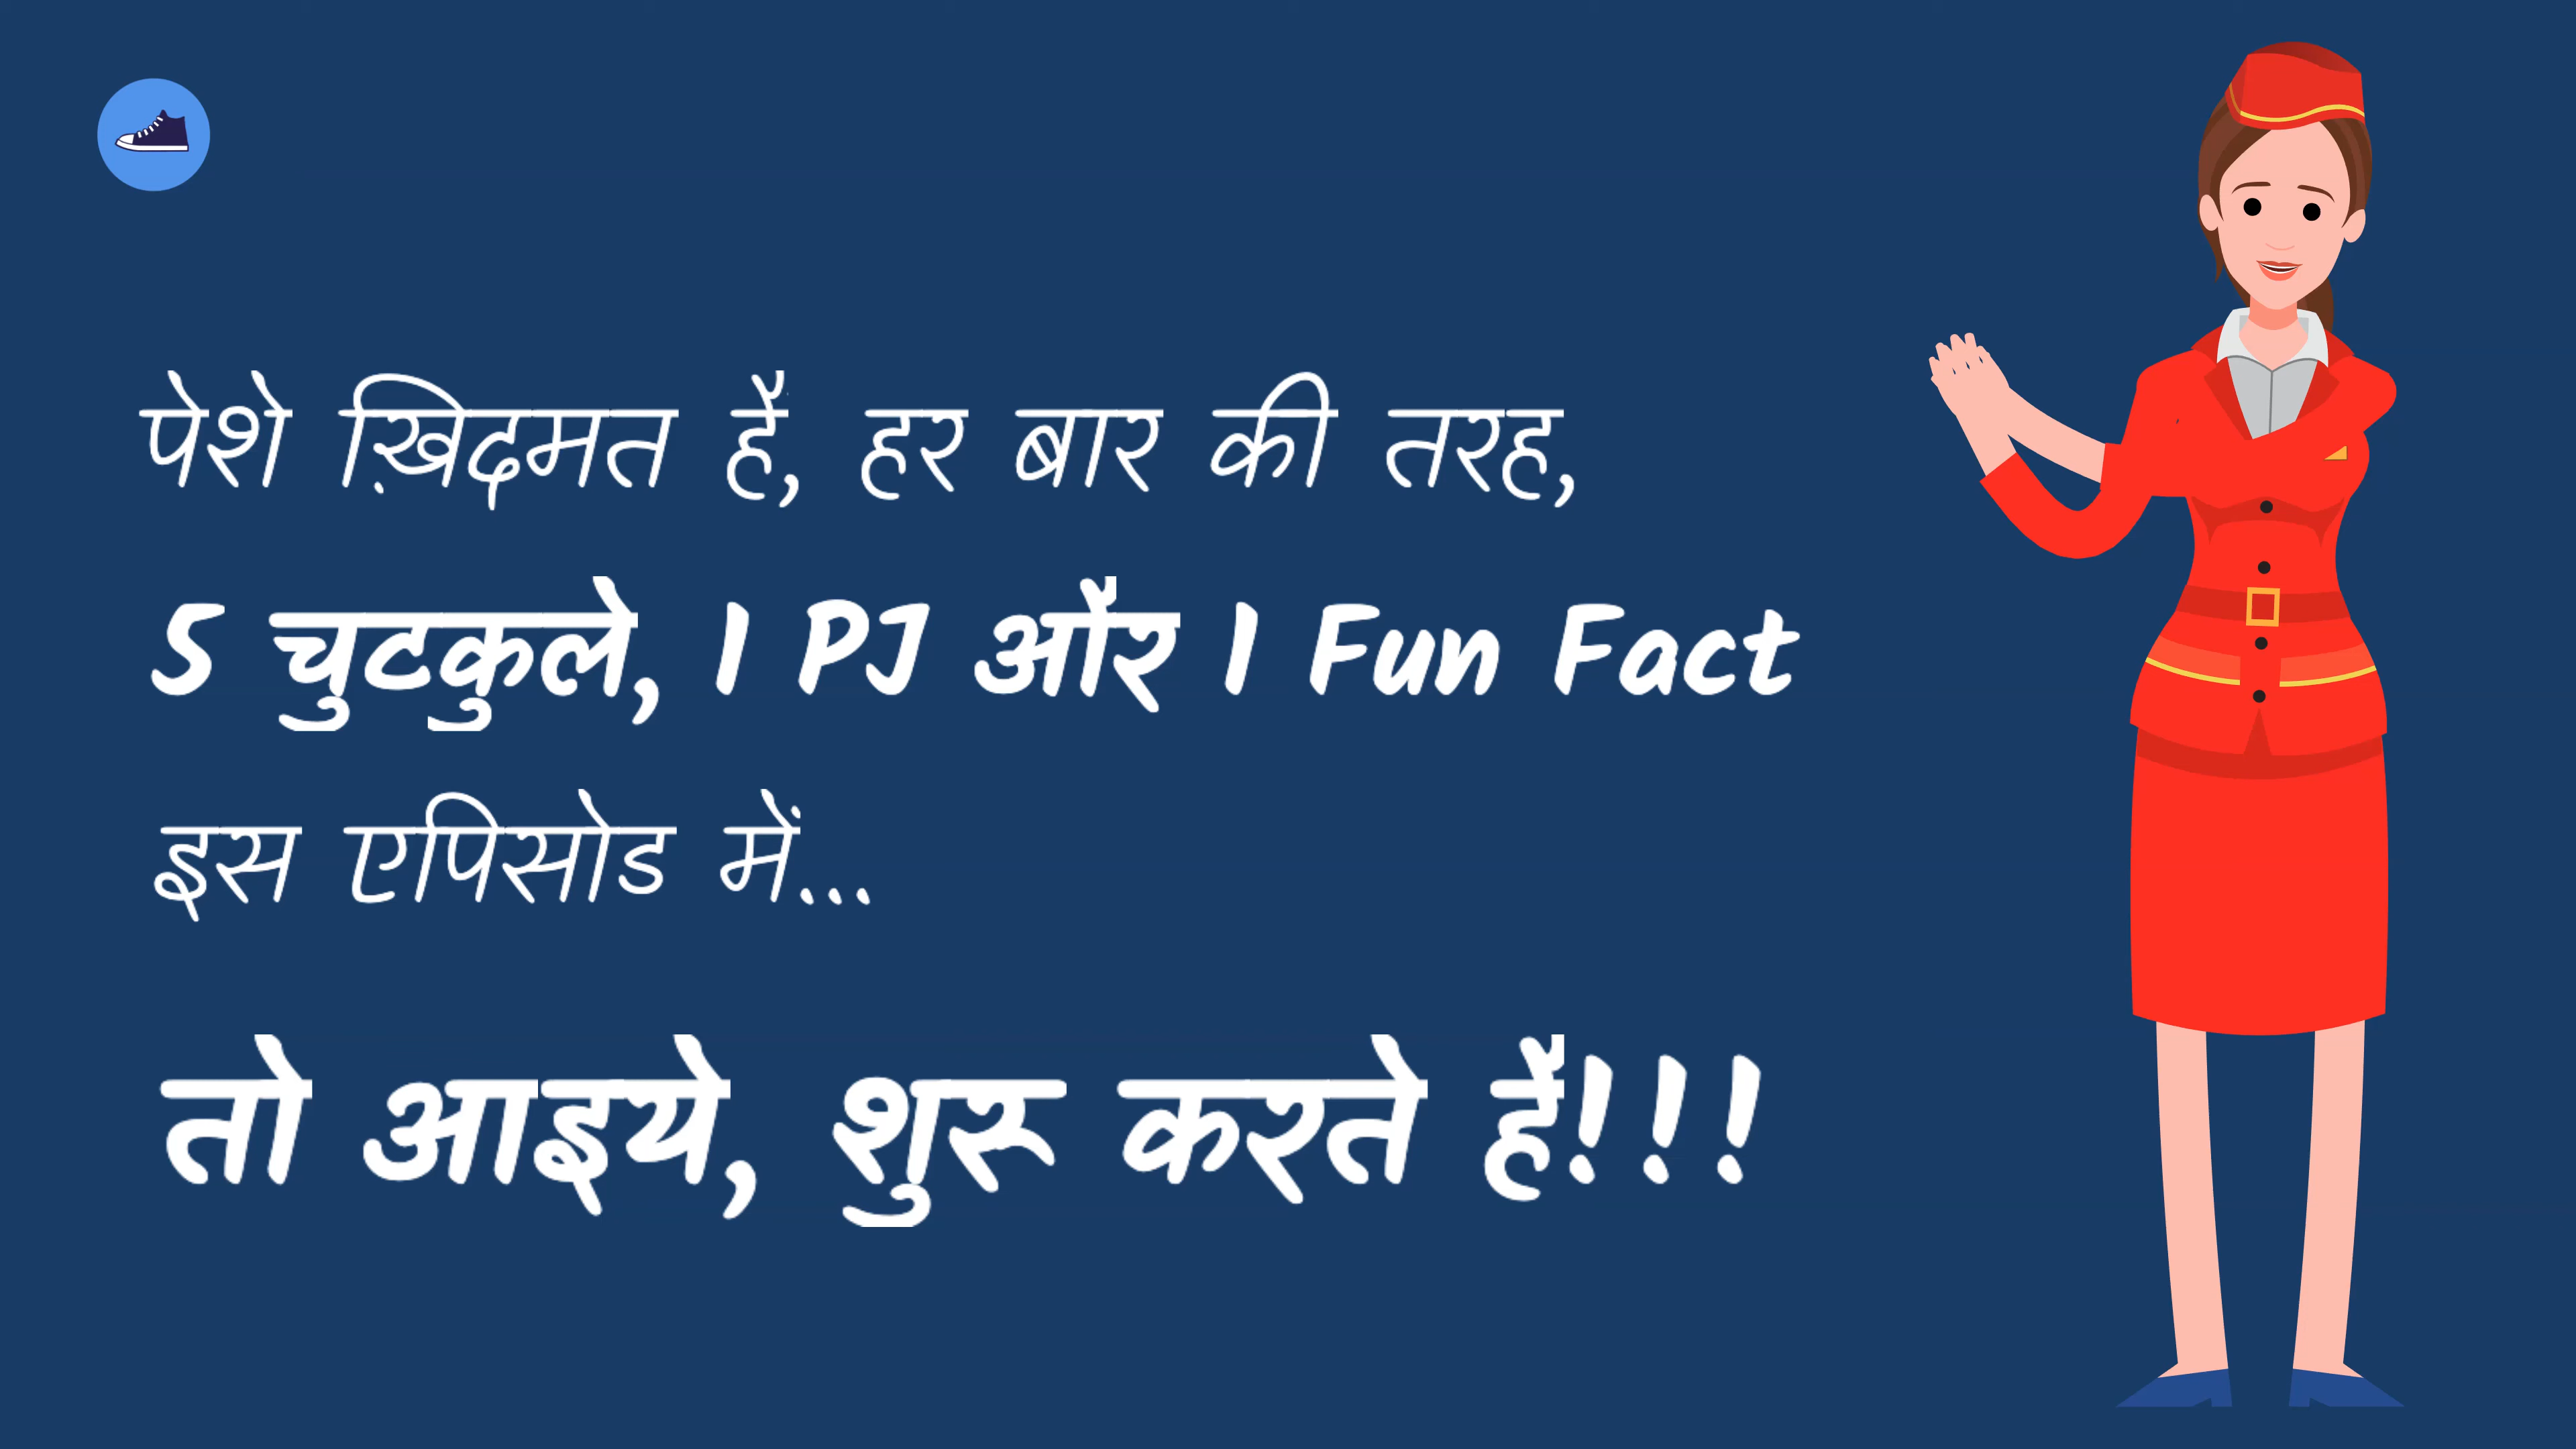 पेशे ख़िदमत हैं, हर बार की तरह,
5 चुटकुले, 1 PJ और 1 Fun Fact
इस एपिसोड में...
तो आइये, शुरू करते हैं!!!